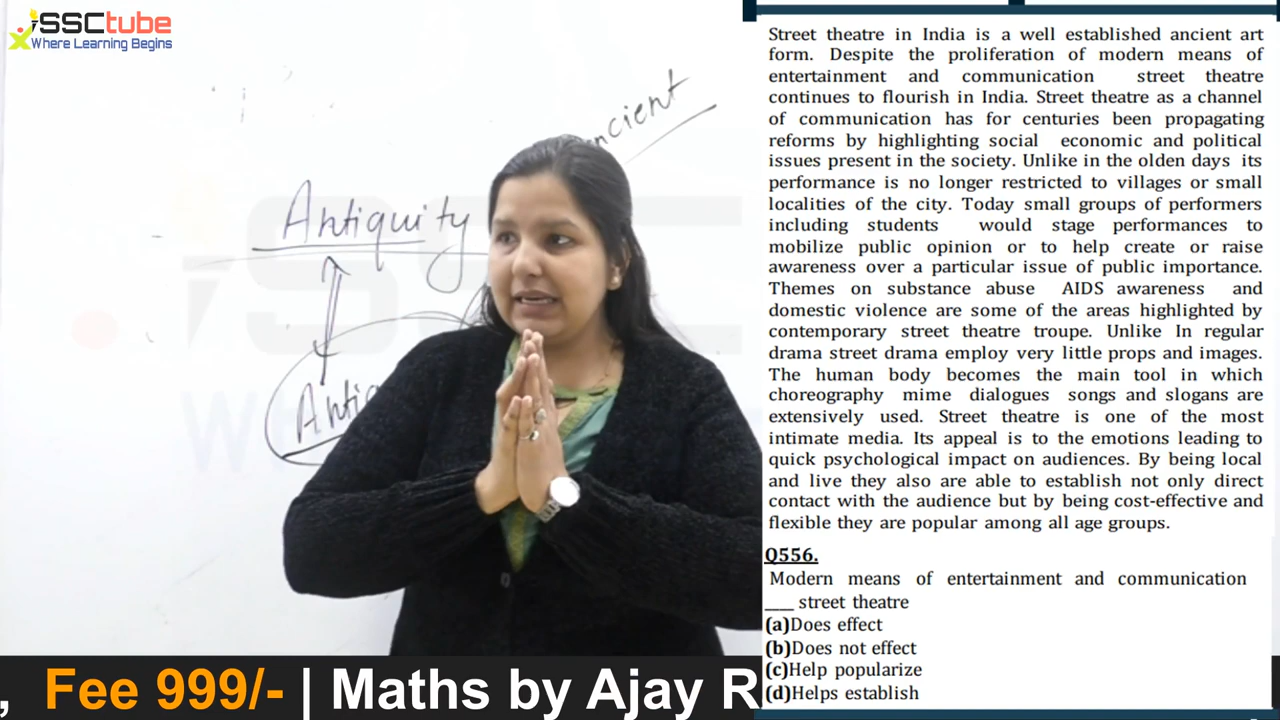 SSCtube
Where Learning Begins
ncient
Antiquity
Antiq
Street theatre in India is a well established ancient art
form. Despite the proliferation of modern means of
entertainment and communication street theatre
continues to flourish in India. Street theatre as a channel
of communication has for centuries been propagating
reforms by highlighting social economic and political
issues present in the society. Unlike in the olden days its
performance is no longer restricted to villages or small
localities of the city. Today small groups of performers
including students would stage performances to
mobilize public opinion or to help create or raise
awareness over a particular issue of public importance.
Themes on substance abuse AIDS awareness and
domestic violence are some of the areas highlighted by
contemporary street theatre troupe. Unlike In regular
drama street drama employ very little props and images.
The human body becomes the main tool in which
choreography mime dialogues songs and slogans are
extensively used. Street theatre is one of the most
intimate media. Its appeal is to the emotions leading to
quick psychological impact on audiences. By being local
and live they also are able to establish not only direct
contact with the audience but by being cost-effective and
flexible they are popular among all age groups.
Q556.
Modern means of entertainment and communication
___ street theatre
(a)Does effect
(b)Does not effect
(c)Help popularize
(d)Helps establish
, Fee 999/- | Maths by Ajay R